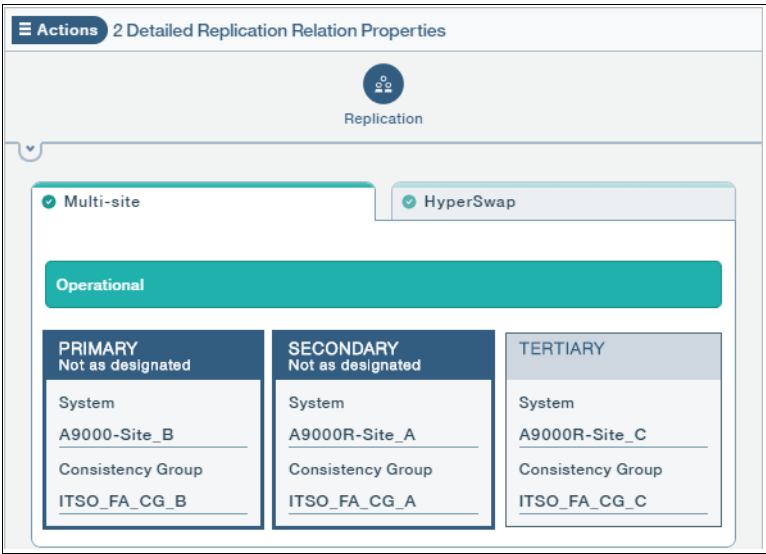 Actions 2 Detailed Replication Relation Properties
Replication
Multi-site
HyperSwap
Operational
PRIMARY
Not as designated
System
A9000-Site_B
Consistency Group
ITSO_FA_CG_B
SECONDARY
Not as designated
System
A9000R-Site_A
Consistency Group
ITSO_FA_CG_A
TERTIARY
System
A9000R-Site_C
Consistency Group
ITSO_FA_CG_C